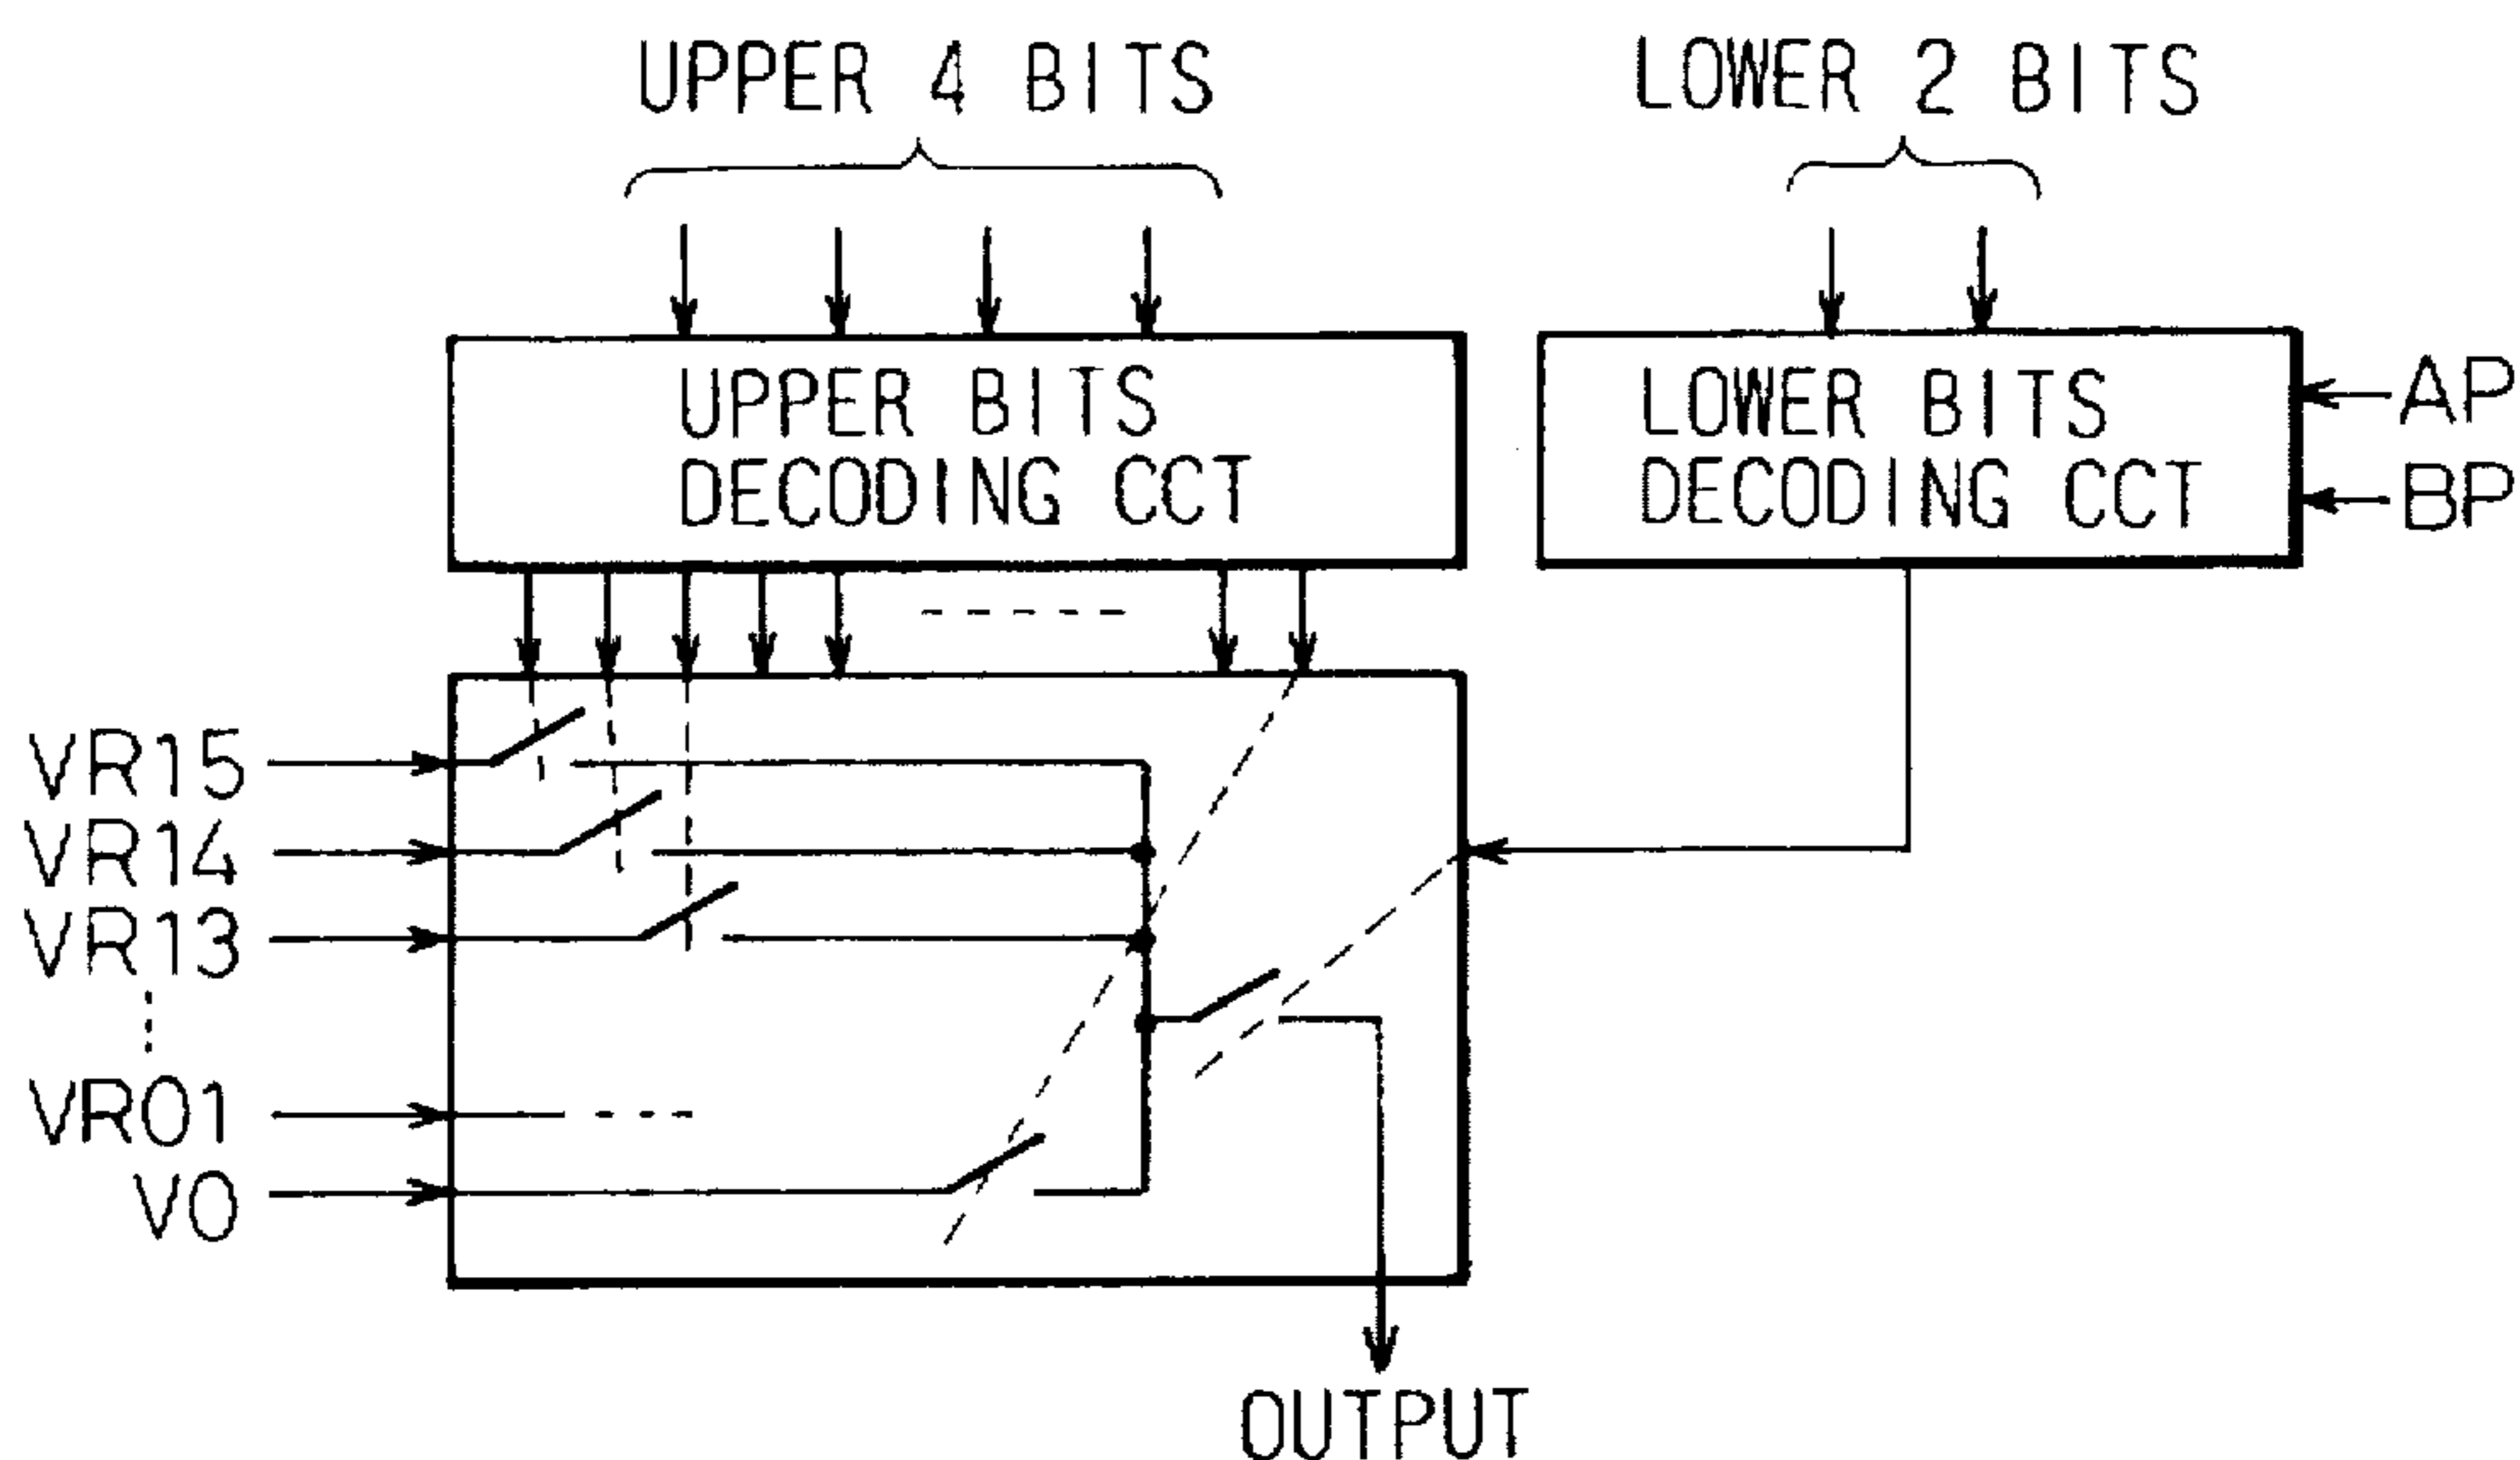 UPPER 4 BITS
LOWER 2 BITS
UPPER BITS
DECODING CCT
LOWER BITS
DECODING CCT
AP
BP
VR15
VR14
VR13
VR01
V0
OUTPUT